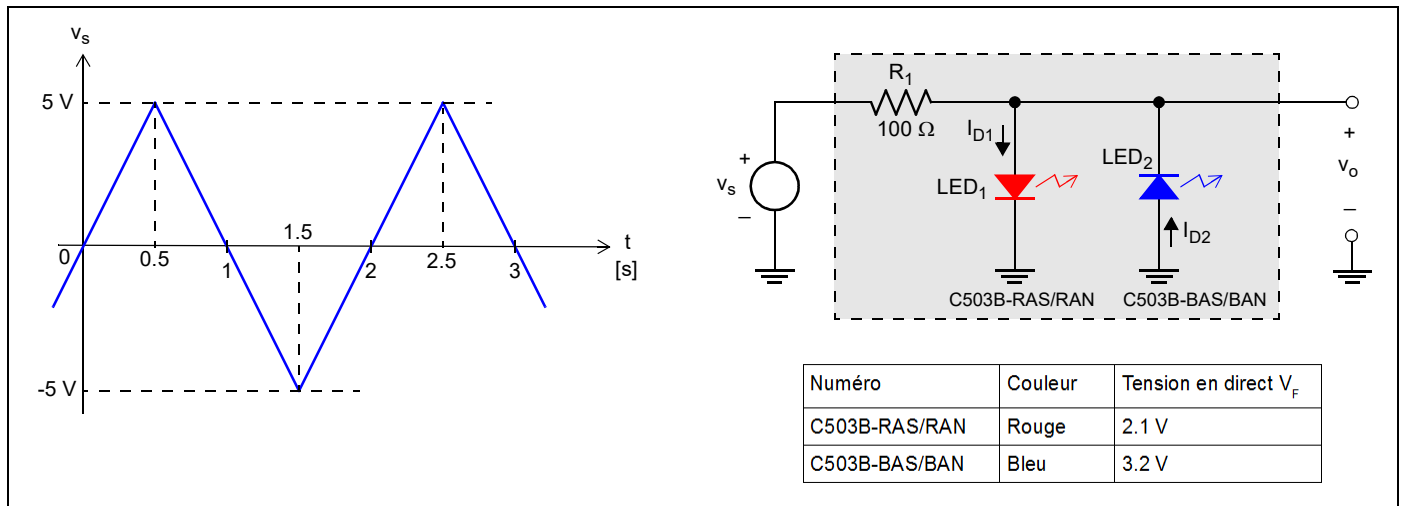 vs
5 V
-5 V
0
0.5
1
1.5
2
2.5
3
t
[s]
R1
100 Ω
vs
+
–
ID1
LED1
LED2
ID2
C503B-RAS/RAN
C503B-BAS/BAN
+
vo
–
Numéro Couleur Tension en direct VF
C503B-RAS/RAN Rouge 2.1 V
C503B-BAS/BAN Bleu 3.2 V